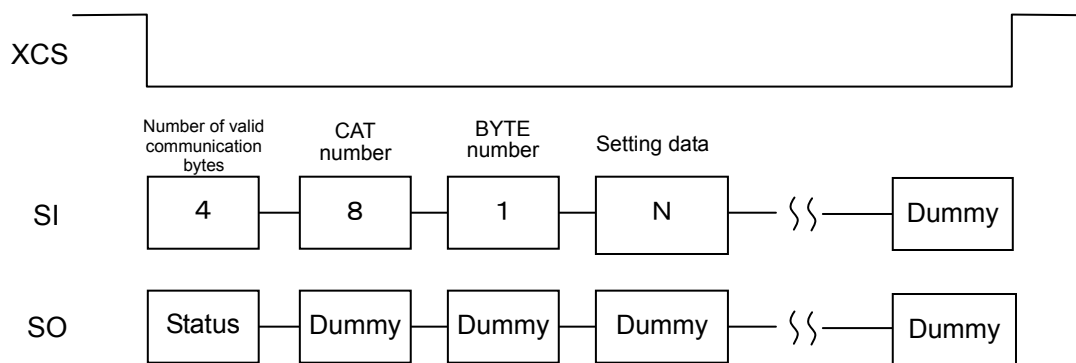 XCS
Number of valid
communication
bytes
CAT
number
BYTE
number
Setting data
SI
4
8
1
N
Dummy
SO
Status
Dummy
Dummy
Dummy
Dummy